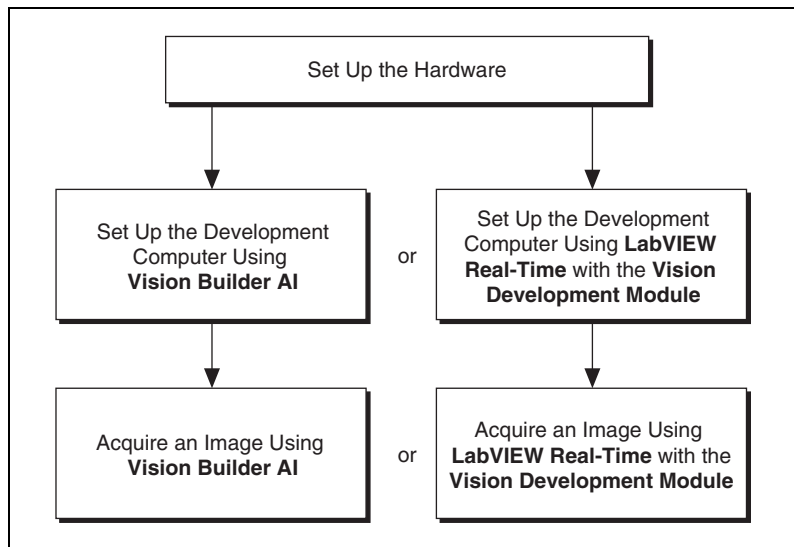 Set Up the Hardware
Set Up the Development
Computer Using
Vision Builder AI
or
Set Up the Development
Computer Using LabVIEW
Real-Time with the Vision
Development Module
Acquire an Image Using
Vision Builder AI
or
Acquire an Image Using
LabVIEW Real-Time with the
Vision Development Module